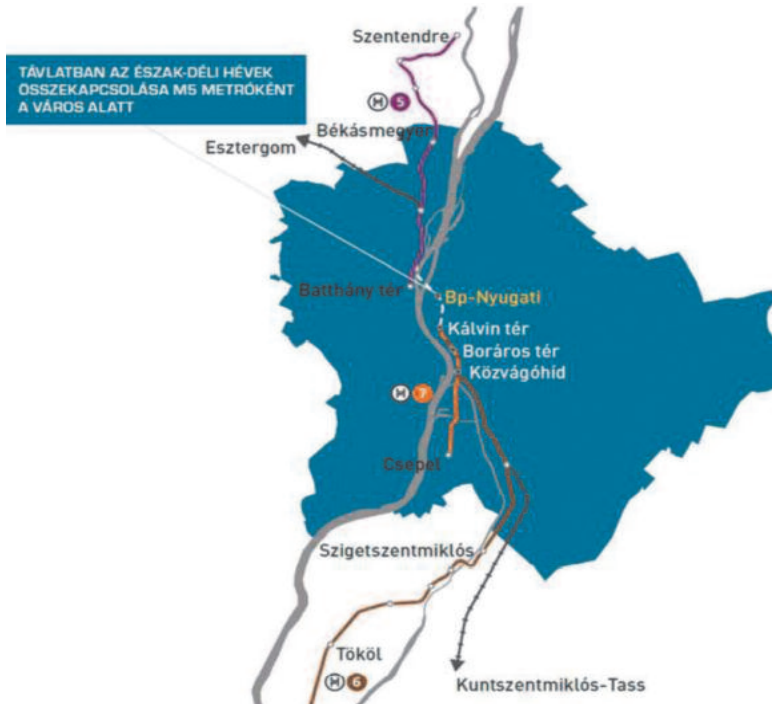 Szentendre
TÁVLATBAN AZ ÉSZAK-DÉLI HÉVEK
ÖSSZEKAPCSOLÁSA M5 METRÓKÉNT
A VÁROS ALATT
H 5
Békásmegyer
Esztergom
Batthány tér
Bp-Nyugati
Kálvin tér
Boráros tér
Közvágóhíd
H 7
Csepel
Szigetszentmiklós
Tököl
H 6
Kuntszentmiklós-Tass